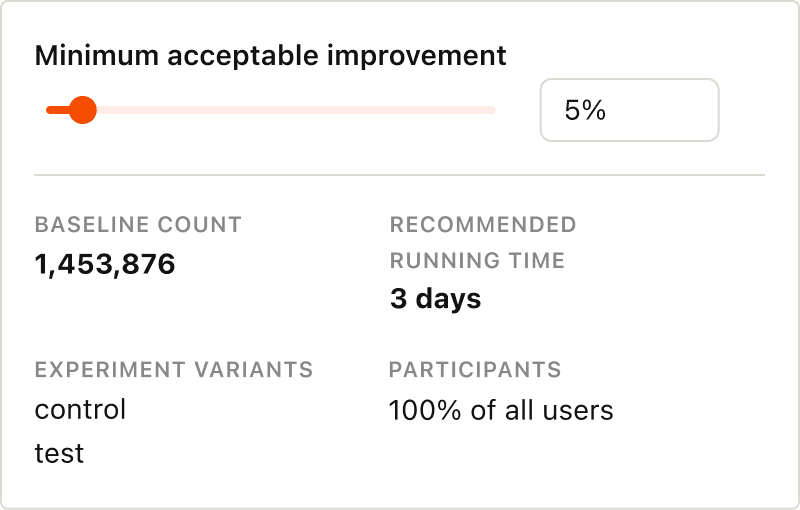 Minimum acceptable improvement
5%
BASELINE COUNT
1,453,876
RECOMMENDED
RUNNING TIME
3 days
EXPERIMENT VARIANTS
control
test
PARTICIPANTS
100% of all users